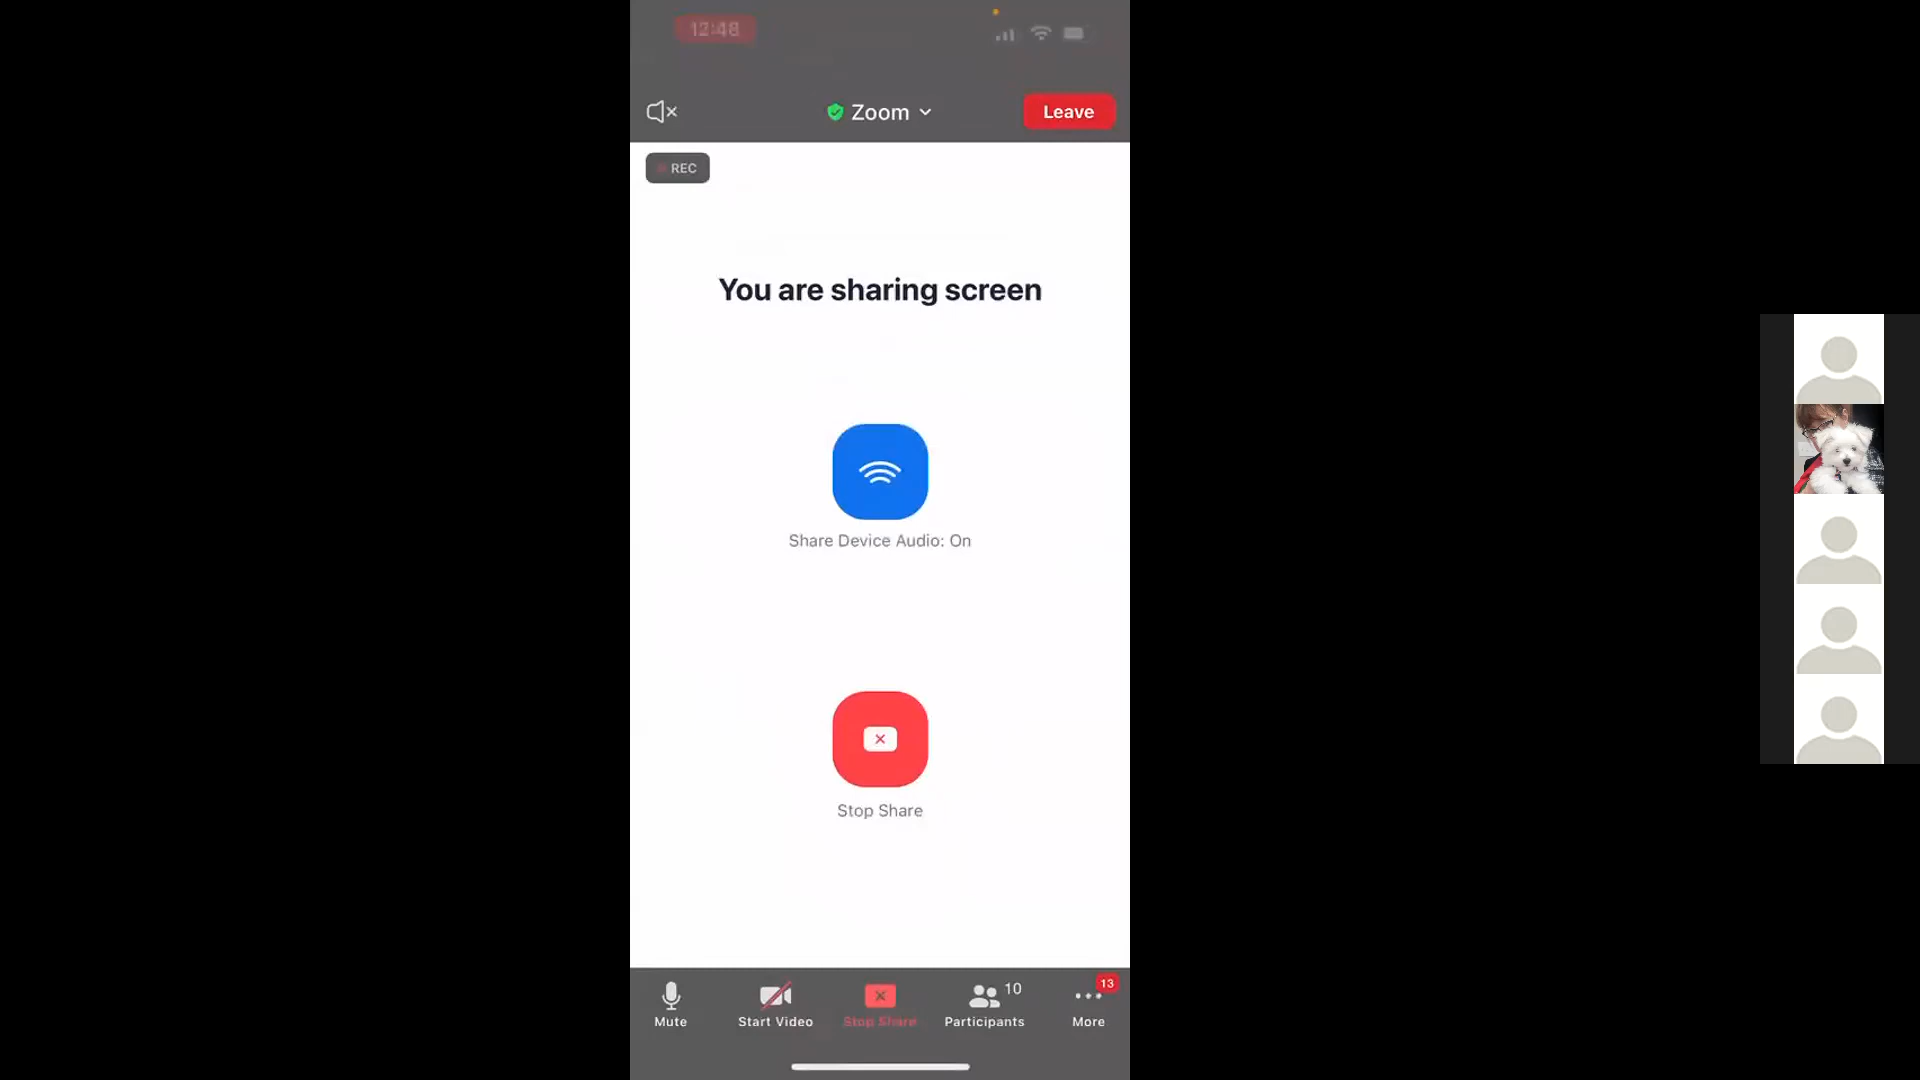 12:48
Zoom
Leave
REC
You are sharing screen
Share Device Audio: On
Stop Share
10
13
Mute
Start Video
Stop Share
Participants
More